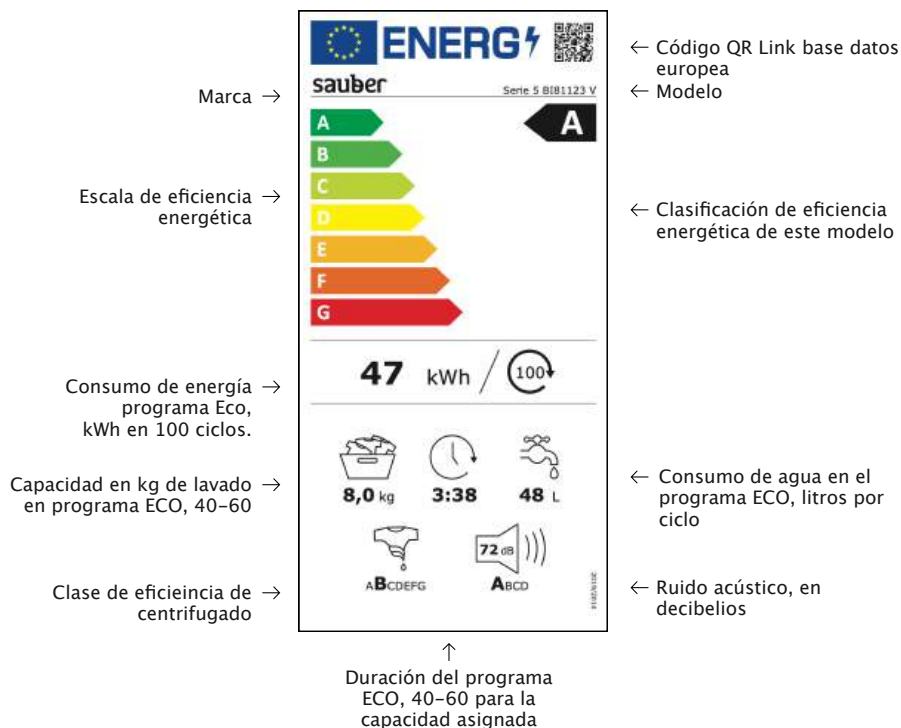 ENERG
← Código QR Link base datos
europea
sauber
Serie 5 BI81123 V
Marca →
← Modelo
A
A
B
C
D
E
F
G
Escala de eficiencia →
energética
← Clasificación de eficiencia
energética de este modelo
47 kWh / 100
Consumo de energía →
programa Eco,
kWh en 100 ciclos.
8,0 kg
3:38
48 L
Capacidad en kg de lavado →
en programa ECO, 40–60
← Consumo de agua en el
programa ECO, litros por
ciclo
72 dB
ABCDEFG
ABCD
2019/2014
Clase de eficieincia de →
centrifugado
← Ruido acústico, en
decibelios
↑
Duración del programa
ECO, 40–60 para la
capacidad asignada